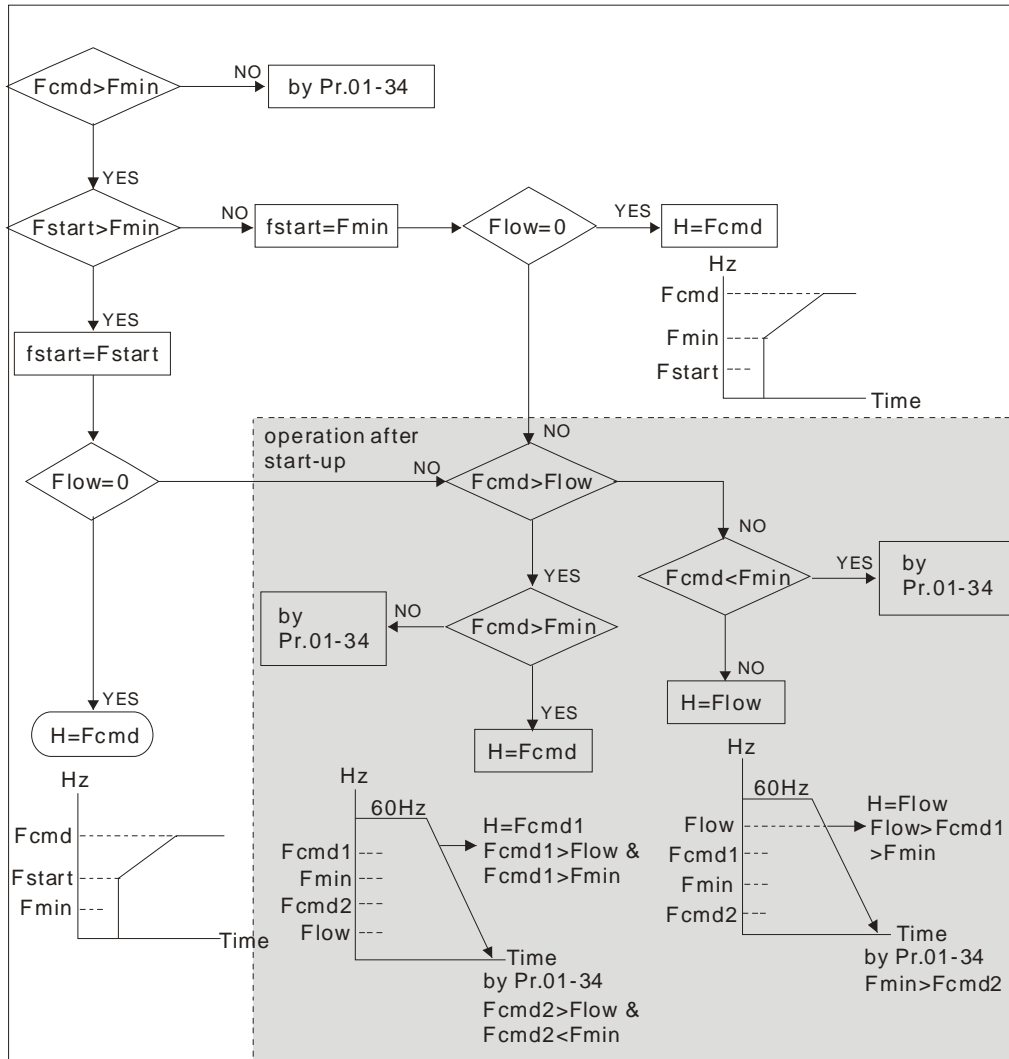 Fcmd>Fmin
NO
by Pr.01-34
YES
Fstart>Fmin
NO
fstart=Fmin
Flow=0
YES
H=Fcmd
Hz
Fcmd
Fmin
Fstart
Time
YES
fstart=Fstart
NO
operation after
start-up
Flow=0
NO
Fcmd>Flow
NO
YES
Fcmd<Fmin
YES
by
Pr.01-34
by
Pr.01-34
NO
Fcmd>Fmin
NO
H=Flow
YES
H=Fcmd
YES
H=Fcmd
Hz
Fcmd
Fstart
Fmin
Time
Hz
60Hz
H=Fcmd1
Fcmd1>Flow &
Fcmd1>Fmin
Fcmd1
Fmin
Fcmd2
Flow
Time
by Pr.01-34
Fcmd2>Flow &
Fcmd2<Fmin
Hz
60Hz
H=Flow
Flow>Fcmd1
>Fmin
Flow
Fcmd1
Fmin
Fcmd2
Time
by Pr.01-34
Fmin>Fcmd2